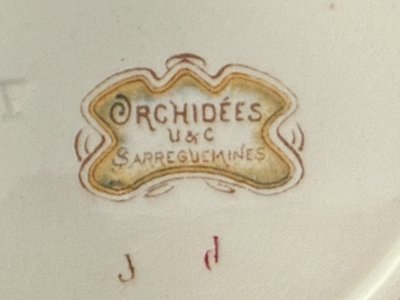 ORCHIDÉES
U & C
SARREGUEMINES
J d